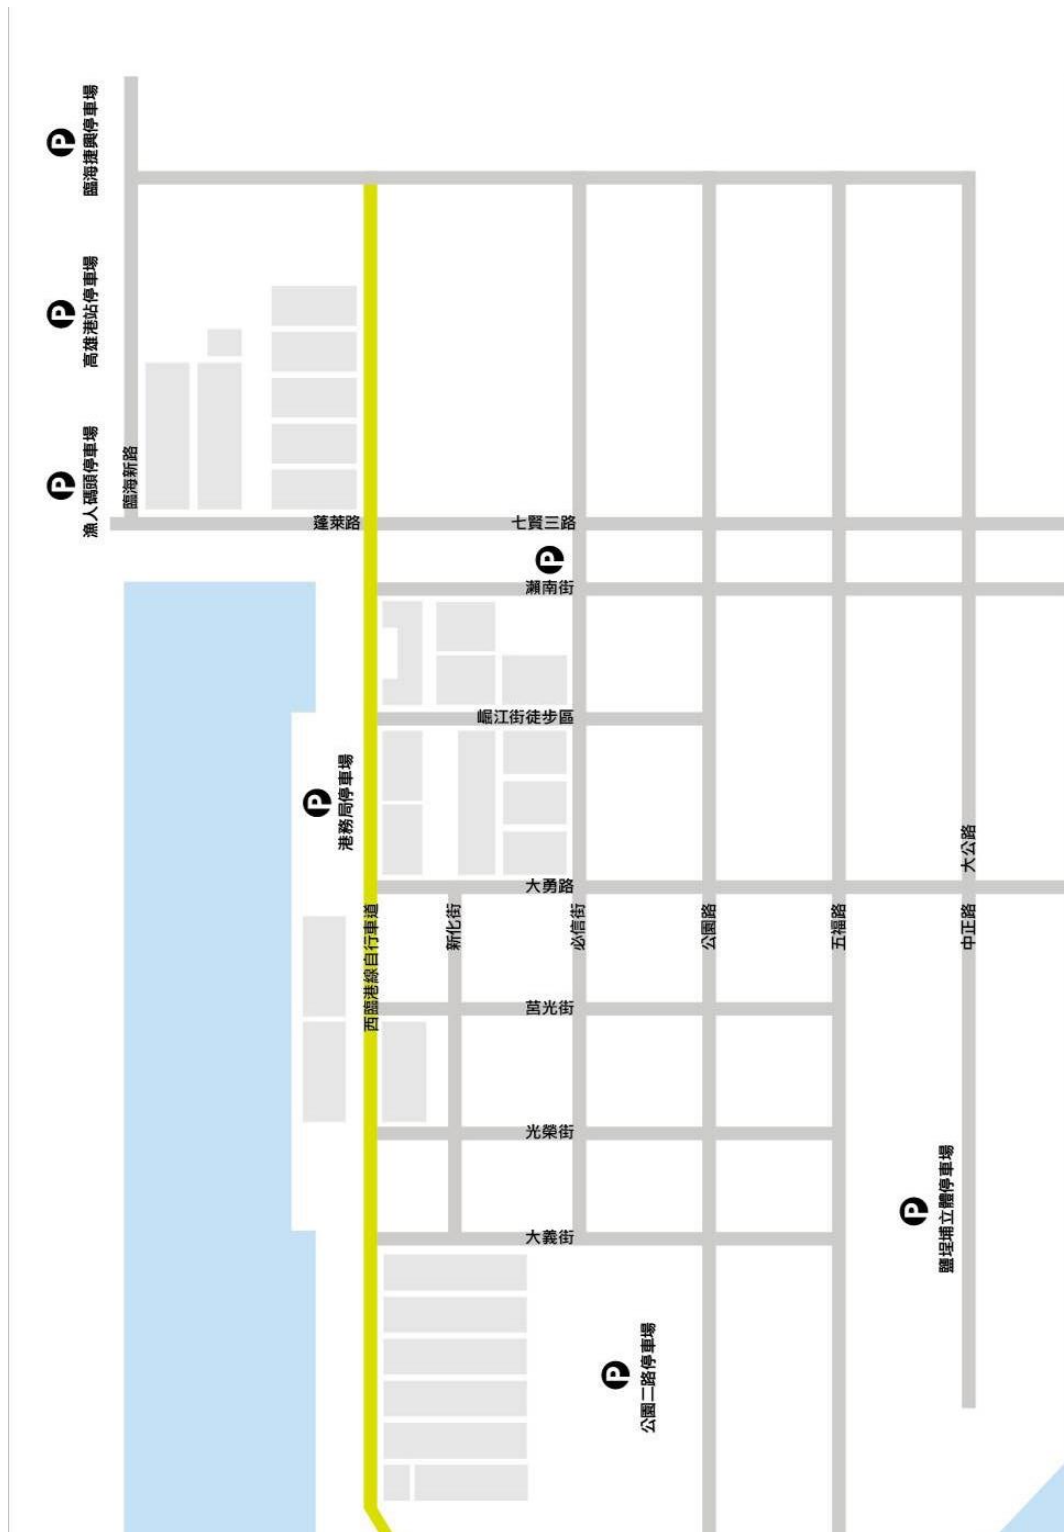 P
臨海捷興停車場
P
高雄港站停車場
P
漁人碼頭停車場
臨海新路
蓬萊路
七賢三路
P
瀨南街
崛江街徒步區
P
港務局停車場
大公路
大勇路
西臨港線自行車道
新化街
必信街
公園路
五福路
中正路
莒光街
光榮街
P
鹽埕埔立體停車場
大義街
P
公園二路停車場